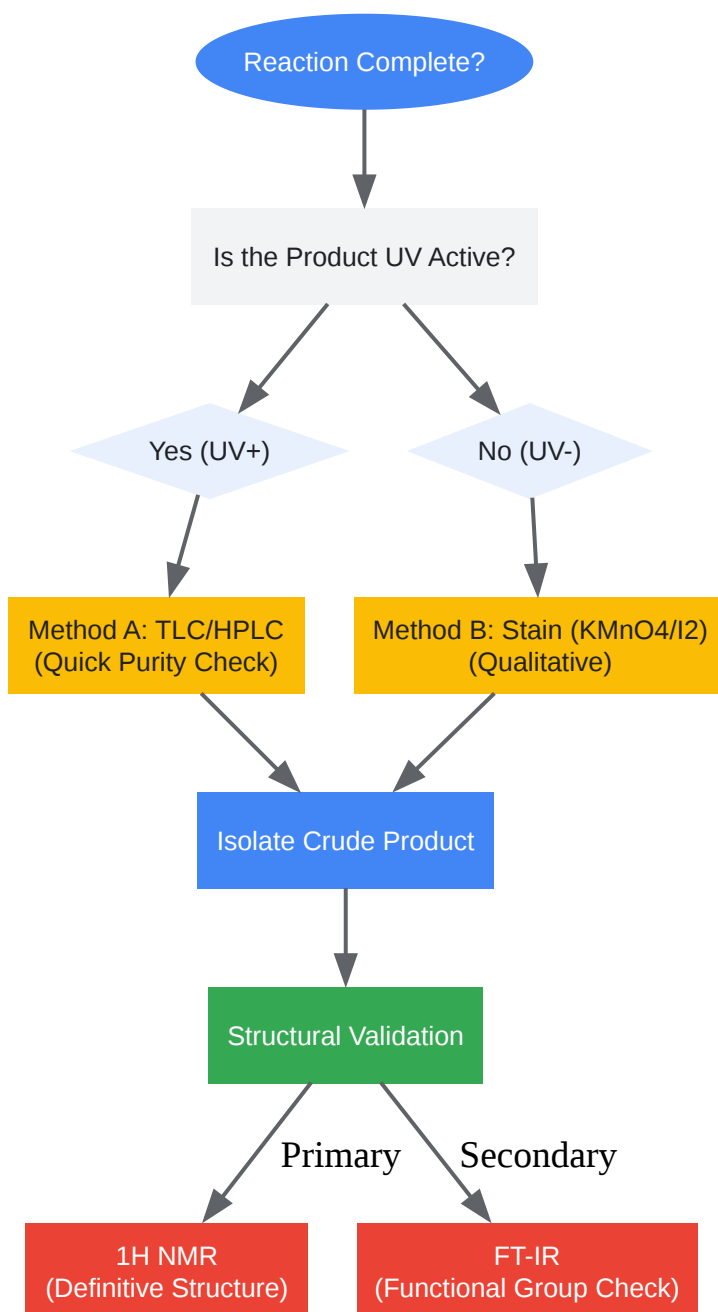 Reaction Complete?
Is the Product UV Active?
Yes (UV+)
No (UV-)
Method A: TLC/HPLC
(Quick Purity Check)
Method B: Stain (KMnO4/I2)
(Qualitative)
Isolate Crude Product
Structural Validation
Primary
Secondary
1H NMR
(Definitive Structure)
FT-IR
(Functional Group Check)